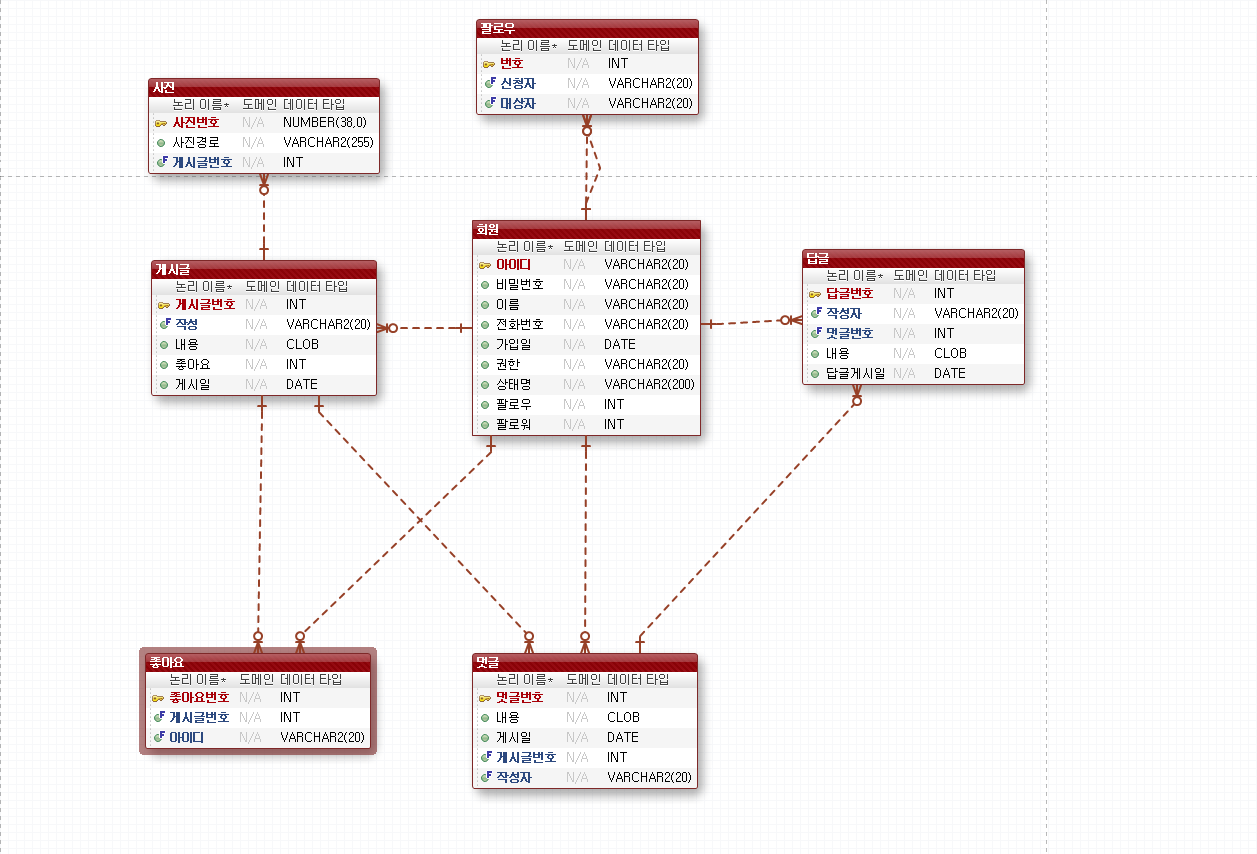 팔로우
논리 이름* 도메인 데이터 타입
번호 N/A INT
신청자 N/A VARCHAR2(20)
대상자 N/A VARCHAR2(20)
사진
논리 이름* 도메인 데이터 타입
사진번호 N/A NUMBER(38,0)
사진경로 N/A VARCHAR2(255)
게시글번호 N/A INT
게시글
논리 이름* 도메인 데이터 타입
게시글번호 N/A INT
작성 N/A VARCHAR2(20)
내용 N/A CLOB
좋아요 N/A INT
게시일 N/A DATE
회원
논리 이름* 도메인 데이터 타입
아이디 N/A VARCHAR2(20)
비밀번호 N/A VARCHAR2(20)
이름 N/A VARCHAR2(20)
전화번호 N/A VARCHAR2(20)
가입일 N/A DATE
권한 N/A VARCHAR2(20)
상태명 N/A VARCHAR2(200)
팔로우 N/A INT
팔로워 N/A INT
답글
논리 이름* 도메인 데이터 타입
답글번호 N/A INT
작성자 N/A VARCHAR2(20)
댓글번호 N/A INT
내용 N/A CLOB
답글게시일 N/A DATE
좋아요
논리 이름* 도메인 데이터 타입
좋아요번호 N/A INT
게시글번호 N/A INT
아이디 N/A VARCHAR2(20)
댓글
논리 이름* 도메인 데이터 타입
댓글번호 N/A INT
내용 N/A CLOB
게시일 N/A DATE
게시글번호 N/A INT
작성자 N/A VARCHAR2(20)